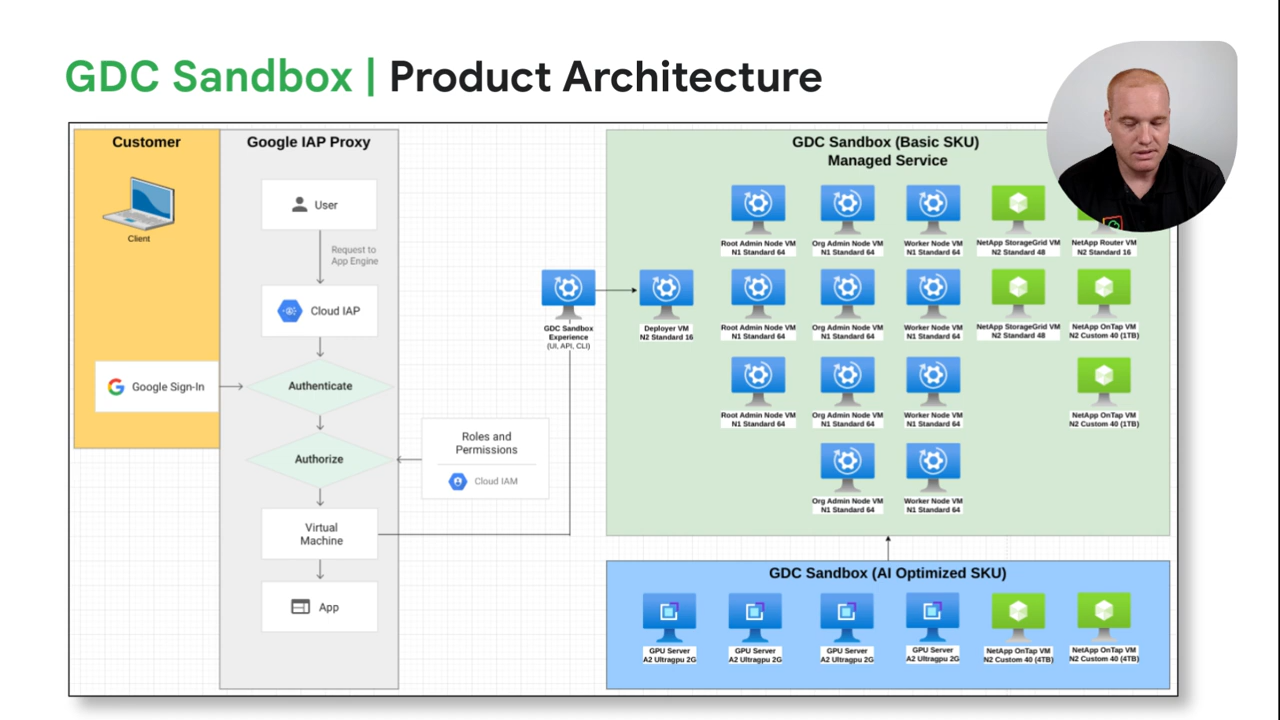 GDC Sandbox | Product Architecture
Customer
Client
Google Sign-In
Google IAP Proxy
User
Request to
App Engine
Cloud IAP
Authenticate
Authorize
Virtual
Machine
App
Roles and
Permissions
Cloud IAM
GDC Sandbox
Experience
(UI, API, CLI)
Deployer VM
N2 Standard 16
GDC Sandbox (Basic SKU)
Managed Service
Root Admin Node VM
N1 Standard 64
Org Admin Node VM
N1 Standard 64
Worker Node VM
N1 Standard 64
NetApp StorageGrid VM
N2 Standard 48
NetApp Router VM
N2 Standard 16
Root Admin Node VM
N1 Standard 64
Org Admin Node VM
N1 Standard 64
Worker Node VM
N1 Standard 64
NetApp StorageGrid VM
N2 Standard 48
NetApp OnTap VM
N2 Custom 40 (1TB)
Root Admin Node VM
N1 Standard 64
Org Admin Node VM
N1 Standard 64
Worker Node VM
N1 Standard 64
NetApp OnTap VM
N2 Custom 40 (1TB)
Org Admin Node VM
N1 Standard 64
Worker Node VM
N1 Standard 64
GDC Sandbox (AI Optimized SKU)
GPU Server
A2 Ultragpu 2G
GPU Server
A2 Ultragpu 2G
GPU Server
A2 Ultragpu 2G
GPU Server
A2 Ultragpu 2G
NetApp OnTap VM
N2 Custom 40 (4TB)
NetApp OnTap VM
N2 Custom 40 (4TB)